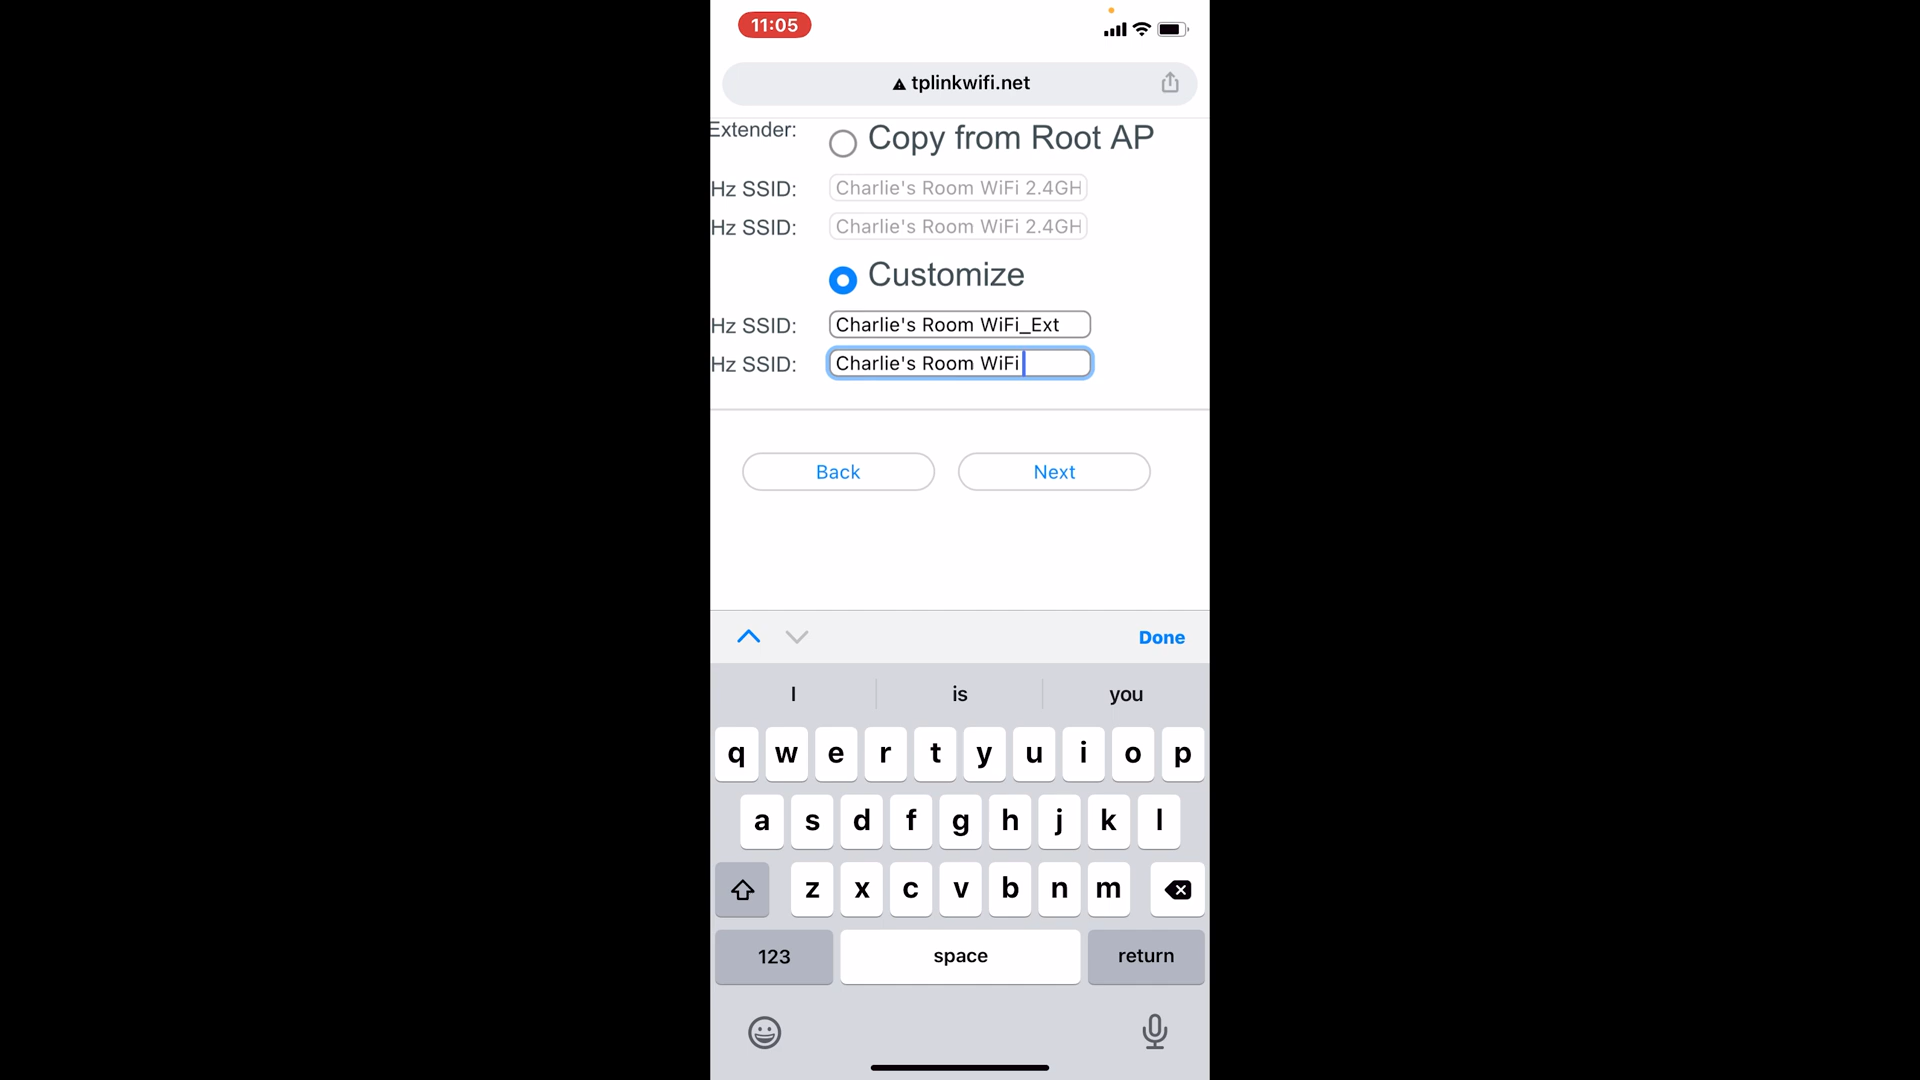 11:05
tplinkwifi.net
Extender:
Copy from Root AP
Hz SSID:
Charlie's Room WiFi 2.4GH
Hz SSID:
Charlie's Room WiFi 2.4GH
Customize
Hz SSID:
Charlie's Room WiFi_Ext
Hz SSID:
Charlie's Room WiFi
Back
Next
Done
I
is
you
q w e r t y u i o p
a s d f g h j k l
z x c v b n m
123
space
return